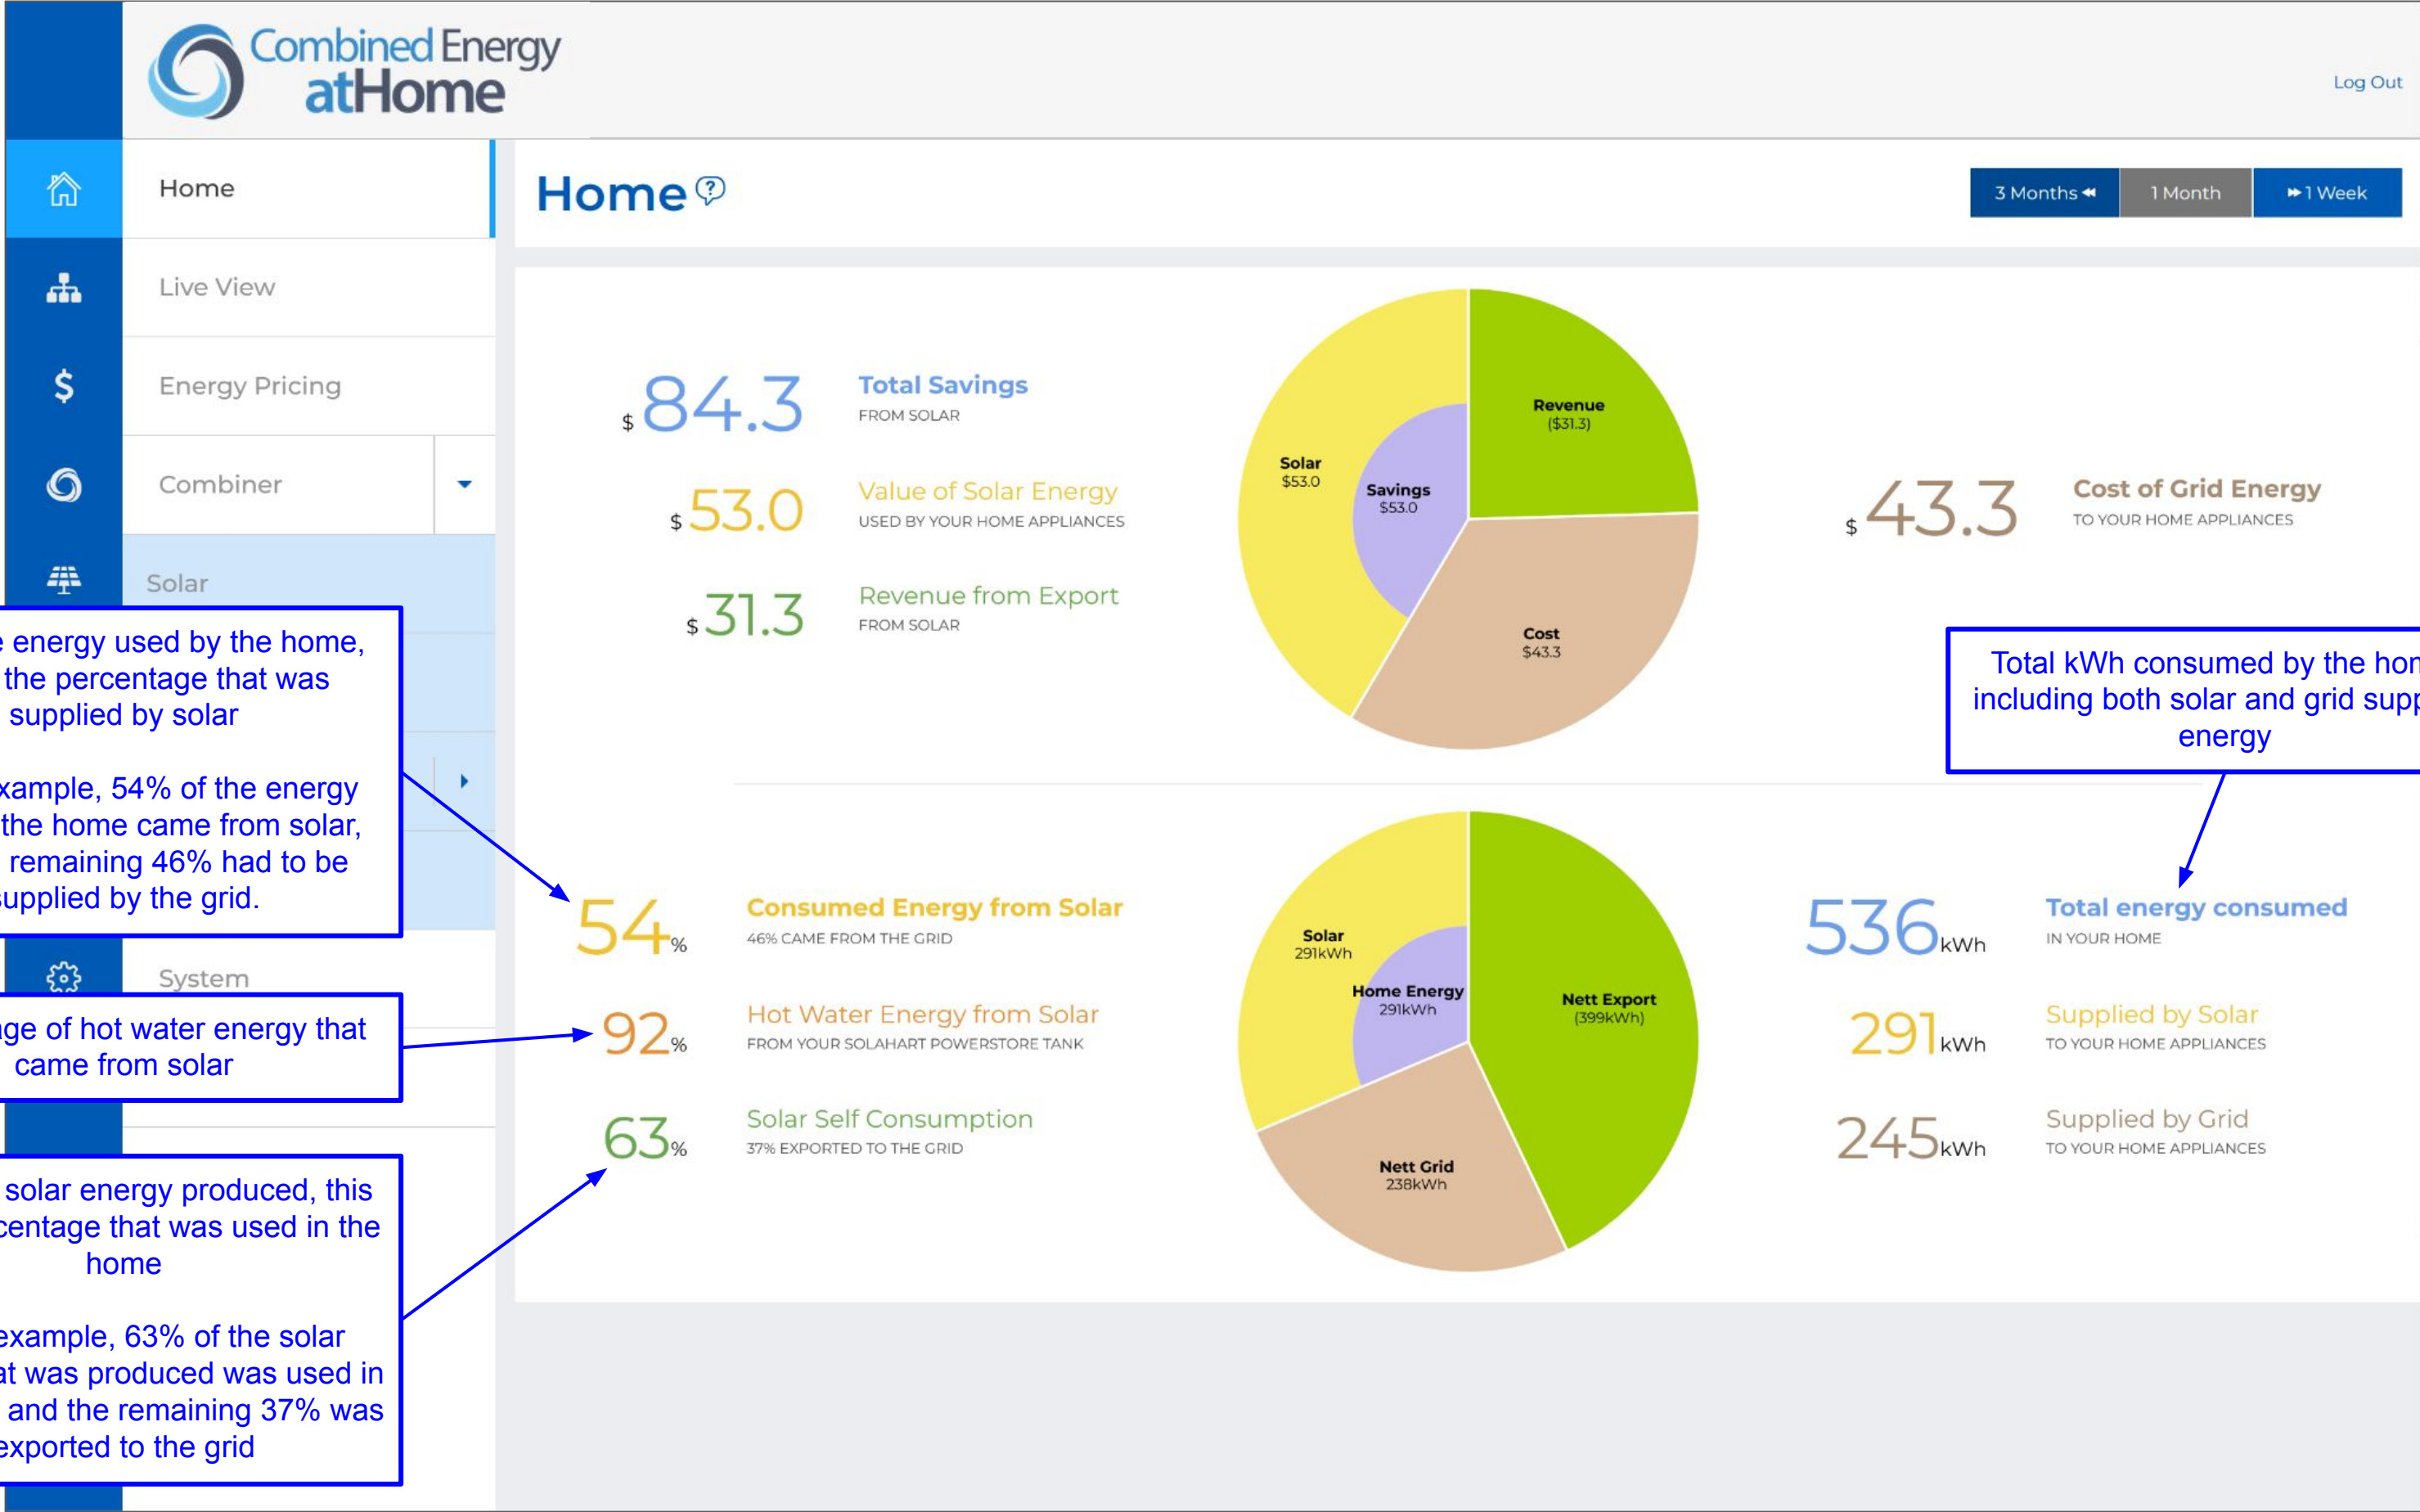 Combined Energy
atHome
Log Out
Home
Live View
$
Energy Pricing
Combiner
Solar
System
energy used by the home,
the percentage that was
supplied by solar
54% of the energy
the home came from solar,
remaining 46% had to be
by the grid.
of hot water energy that
came from solar
solar energy produced, this
that was used in the
home
63% of the solar
was produced was used in
and the remaining 37% was
to the grid
Home
3 Months
1 Month
1 Week
$ 84.3
Total Savings
FROM SOLAR
$ 53.0
Value of Solar Energy
USED BY YOUR HOME APPLIANCES
$ 31.3
Revenue from Export
FROM SOLAR
Revenue
($31.3)
Solar
$53.0
Savings
$53.0
Cost
$43.3
$ 43.3
Cost of Grid Energy
TO YOUR HOME APPLIANCES
Total kWh consumed by the
including both solar and grid
energy
54%
Consumed Energy from Solar
46% CAME FROM THE GRID
92%
Hot Water Energy from Solar
FROM YOUR SOLAHART POWERSTORE TANK
63%
Solar Self Consumption
37% EXPORTED TO THE GRID
Solar
291kWh
Home Energy
291kWh
Nett Export
(399kWh)
Nett Grid
238kWh
536kWh
Total energy consumed
IN YOUR HOME
291kWh
Supplied by Solar
TO YOUR HOME APPLIANCES
245kWh
Supplied by Grid
TO YOUR HOME APPLIANCES